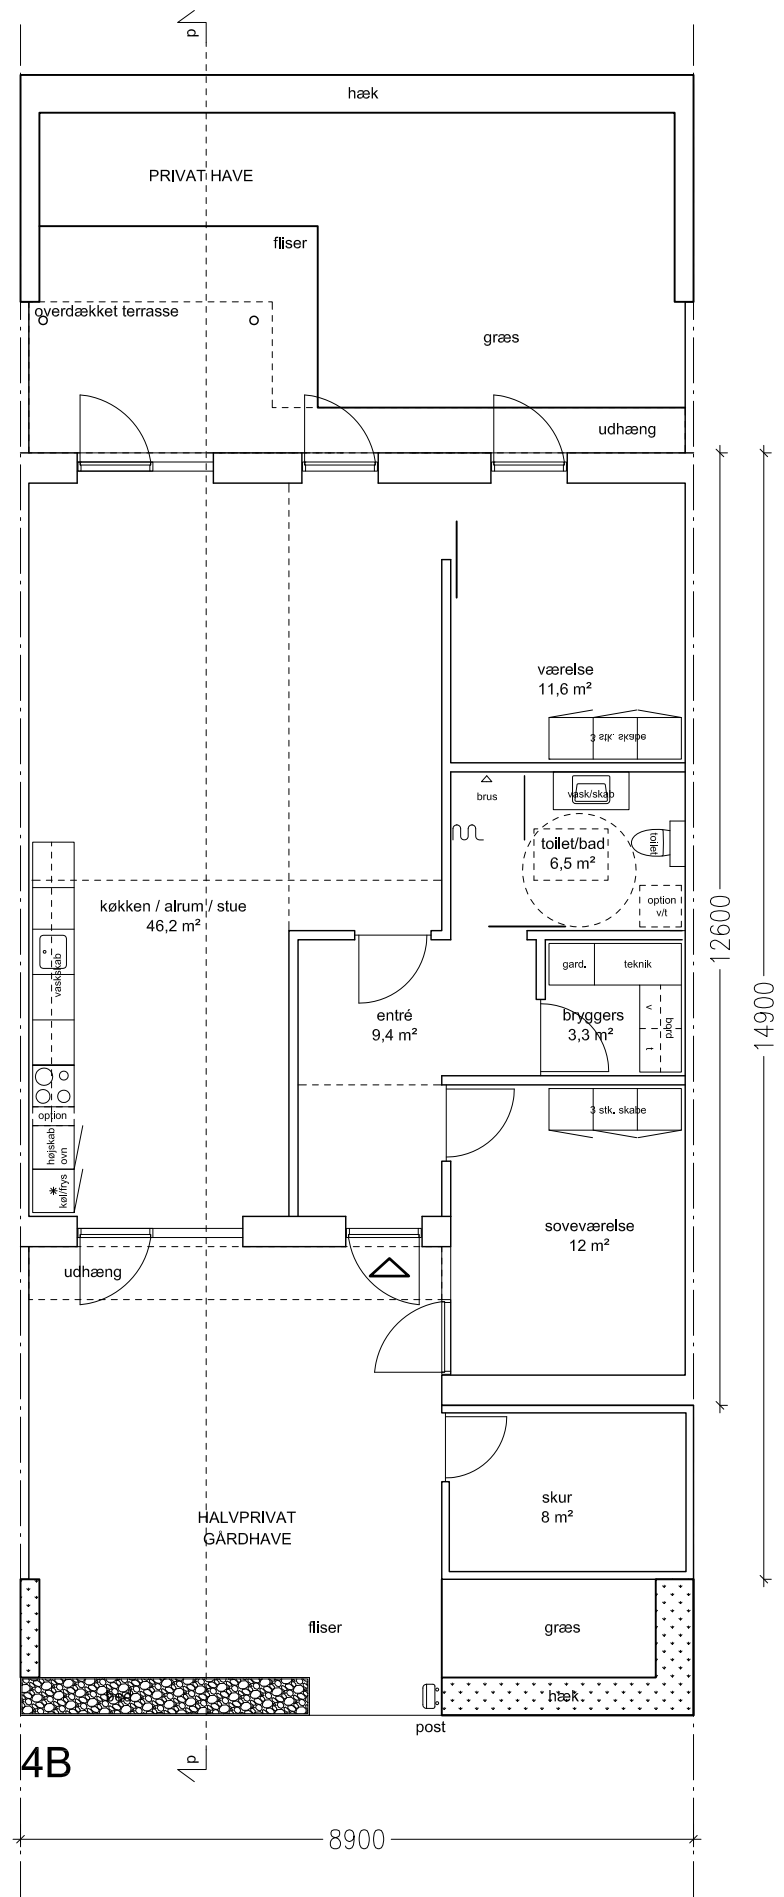 d
hæk
PRIVAT HAVE
fliser
overdækket terrasse
græs
udhæng
værelse
11,6 m²
3 stk. skabe
brus
vask/skab
toilet/bad
6,5 m²
toilet
option
v/t
køkken / alrum / stue
46,2 m²
vaskeskab
gard.
teknik
entré
9,4 m²
bryggers
3,3 m²
bord
v
t
option
højskab
ovn
køl/frys
3 stk. skabe
soveværelse
12 m²
udhæng
12600
14900
skur
8 m²
HALVPRIVAT
GÅRDHAVE
fliser
græs
bed
hæk
post
4B
d
8900